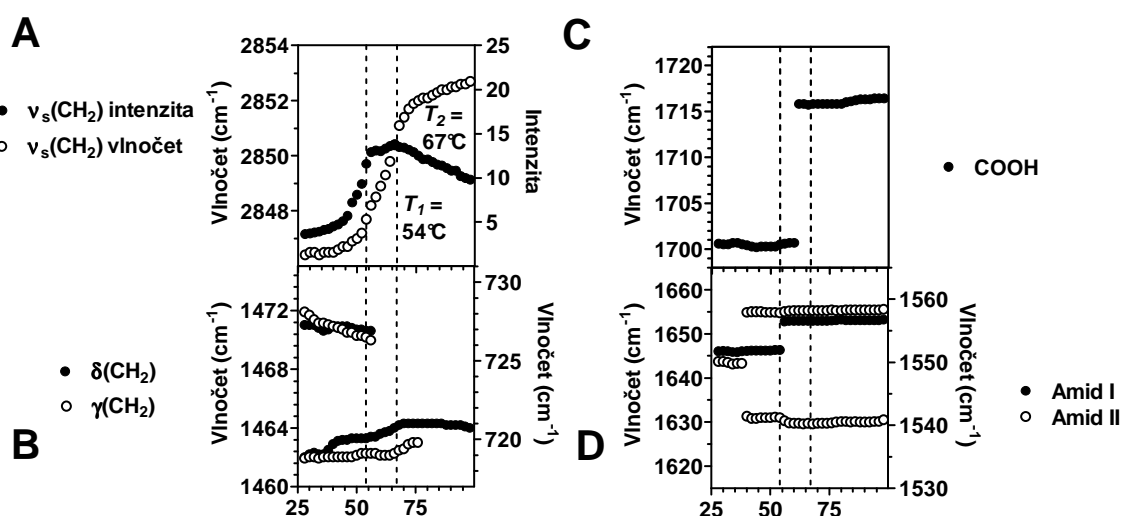 A
ν s(CH2) intenzita
ν s(CH2) vlnočet
Vlnočet (cm-1)
2854
2852
2850
2848
25
20
15
10
5
Intenzita
T2 =
67°C
T1 =
54°C
C
Vlnočet (cm-1)
1720
1715
1710
1705
1700
COOH
B
δ(CH2)
γ(CH2)
Vlnočet (cm-1)
1472
1468
1464
1460
730
725
720
Vlnočet (cm-1)
25
50
75
D
Vlnočet (cm-1)
1660
1650
1640
1630
1620
1560
1550
1540
1530
Vlnočet (cm-1)
25
50
75
Amid I
Amid II